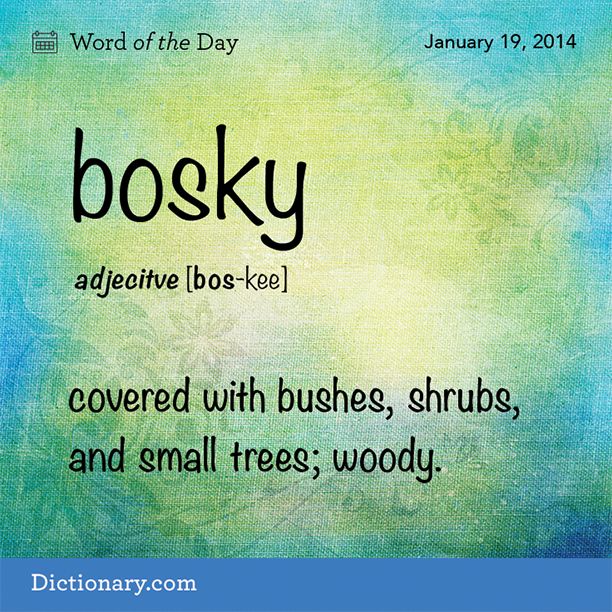 Word of the Day
January 19, 2014
bosky
adjecitve [bos-kee]
covered with bushes, shrubs,
and small trees; woody.
Dictionary.com